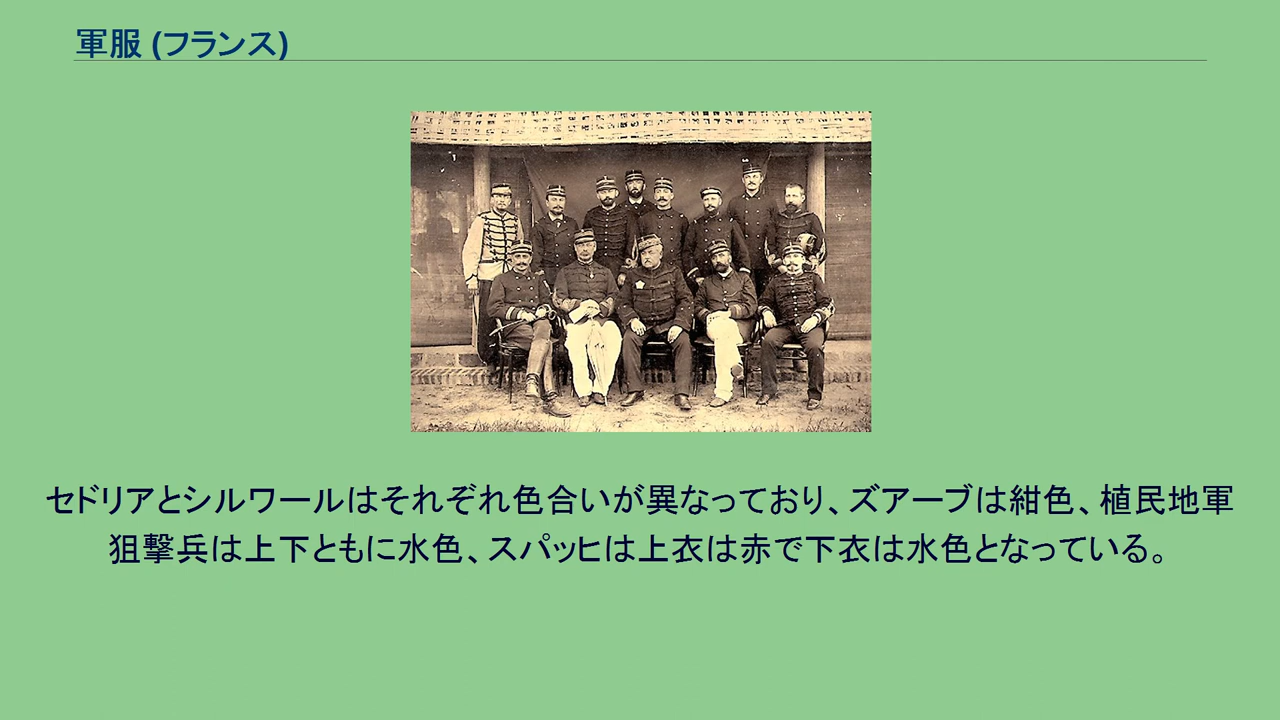 軍服 (フランス)
セドリアとシルワールはそれぞれ色合いが異なっており、ズアーブは紺色、植民地軍
狙撃兵は上下ともに水色、スパッヒは上衣は赤で下衣は水色となっている。